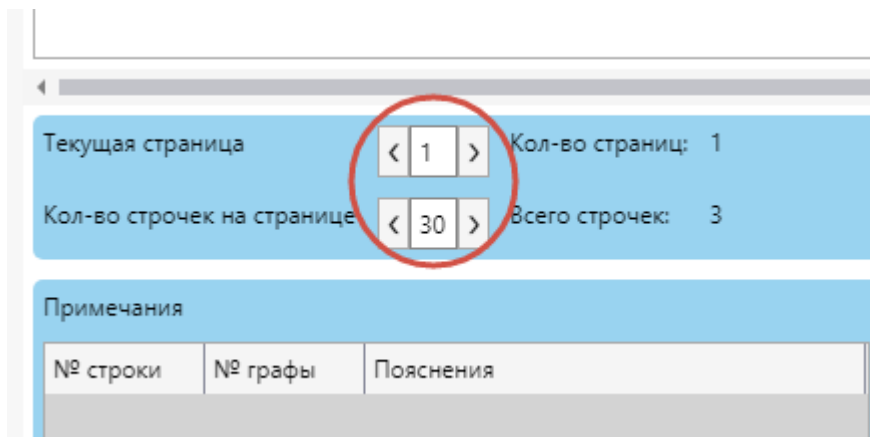 Текущая страница < 1 > Кол-во страниц: 1
Кол-во строчек на странице < 30 > Всего строчек: 3
Примечания
№ строки № графы Пояснения